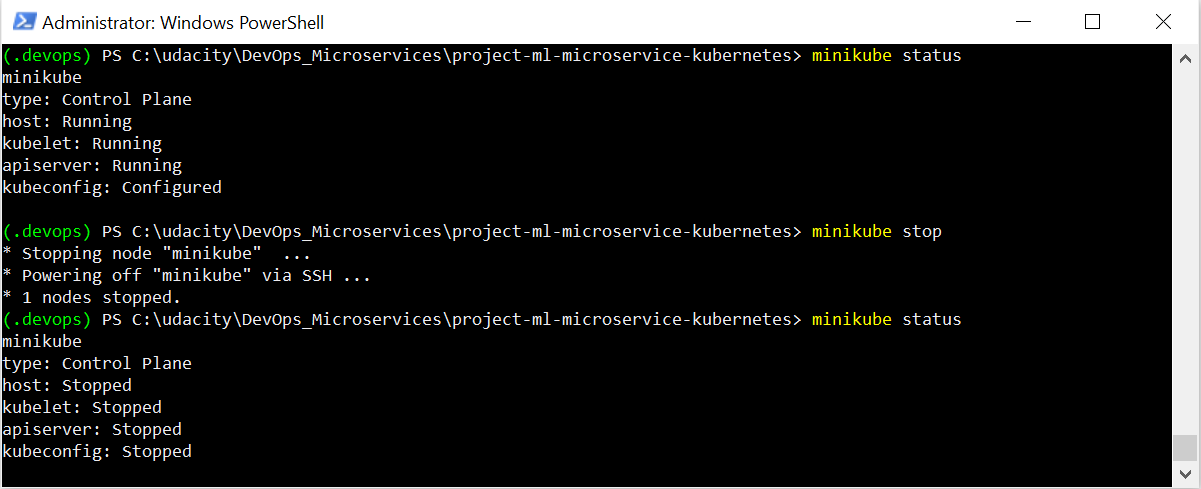 Administrator: Windows PowerShell
(.devops) PS C:\udacity\DevOps_Microservices\project-ml-microservice-kubernetes> minikube status
minikube
type: Control Plane
host: Running
kubelet: Running
apiserver: Running
kubeconfig: Configured
(.devops) PS C:\udacity\DevOps_Microservices\project-ml-microservice-kubernetes> minikube stop
* Stopping node "minikube"  ...
* Powering off "minikube" via SSH ...
* 1 nodes stopped.
(.devops) PS C:\udacity\DevOps_Microservices\project-ml-microservice-kubernetes> minikube status
minikube
type: Control Plane
host: Stopped
kubelet: Stopped
apiserver: Stopped
kubeconfig: Stopped